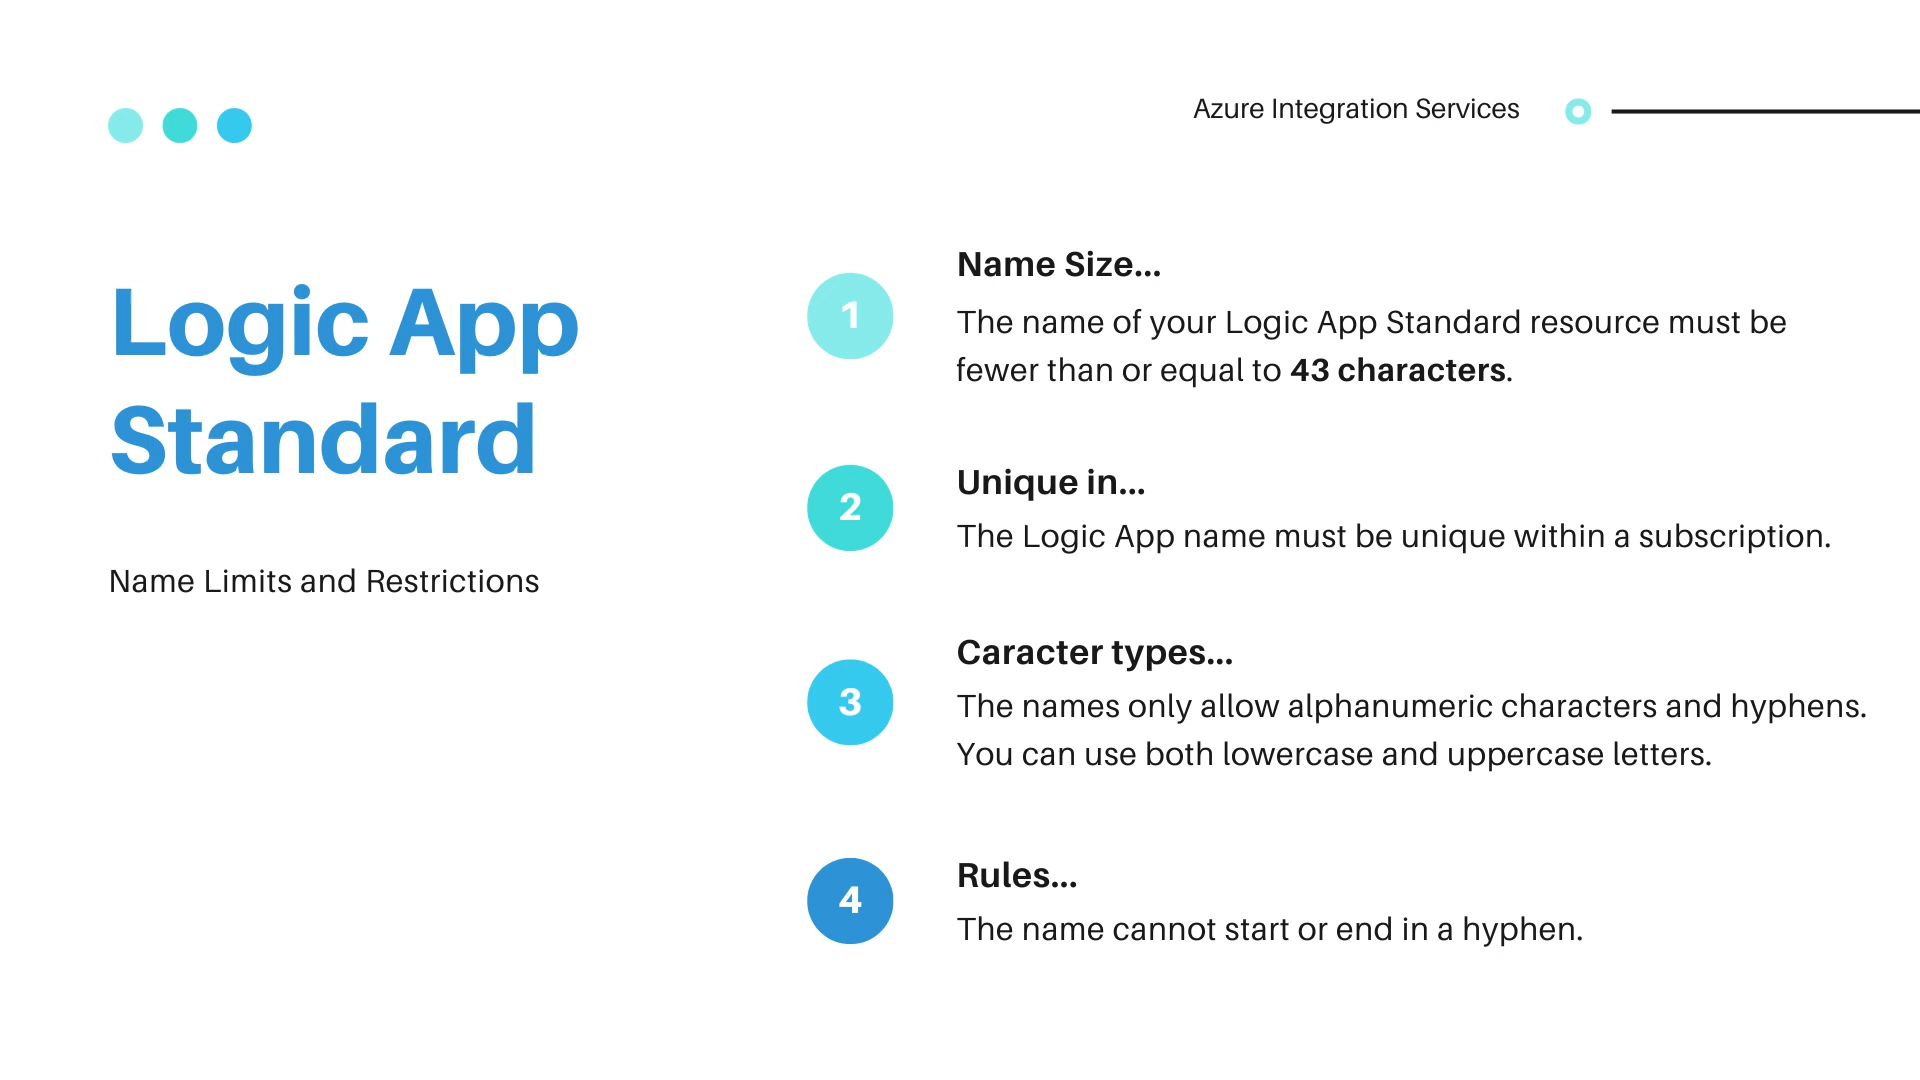 Azure Integration Services
Logic App
Standard
Name Limits and Restrictions
1
Name Size...
The name of your Logic App Standard resource must be
fewer than or equal to 43 characters.
2
Unique in...
The Logic App name must be unique within a subscription.
3
Caracter types...
The names only allow alphanumeric characters and hyphens.
You can use both lowercase and uppercase letters.
4
Rules...
The name cannot start or end in a hyphen.